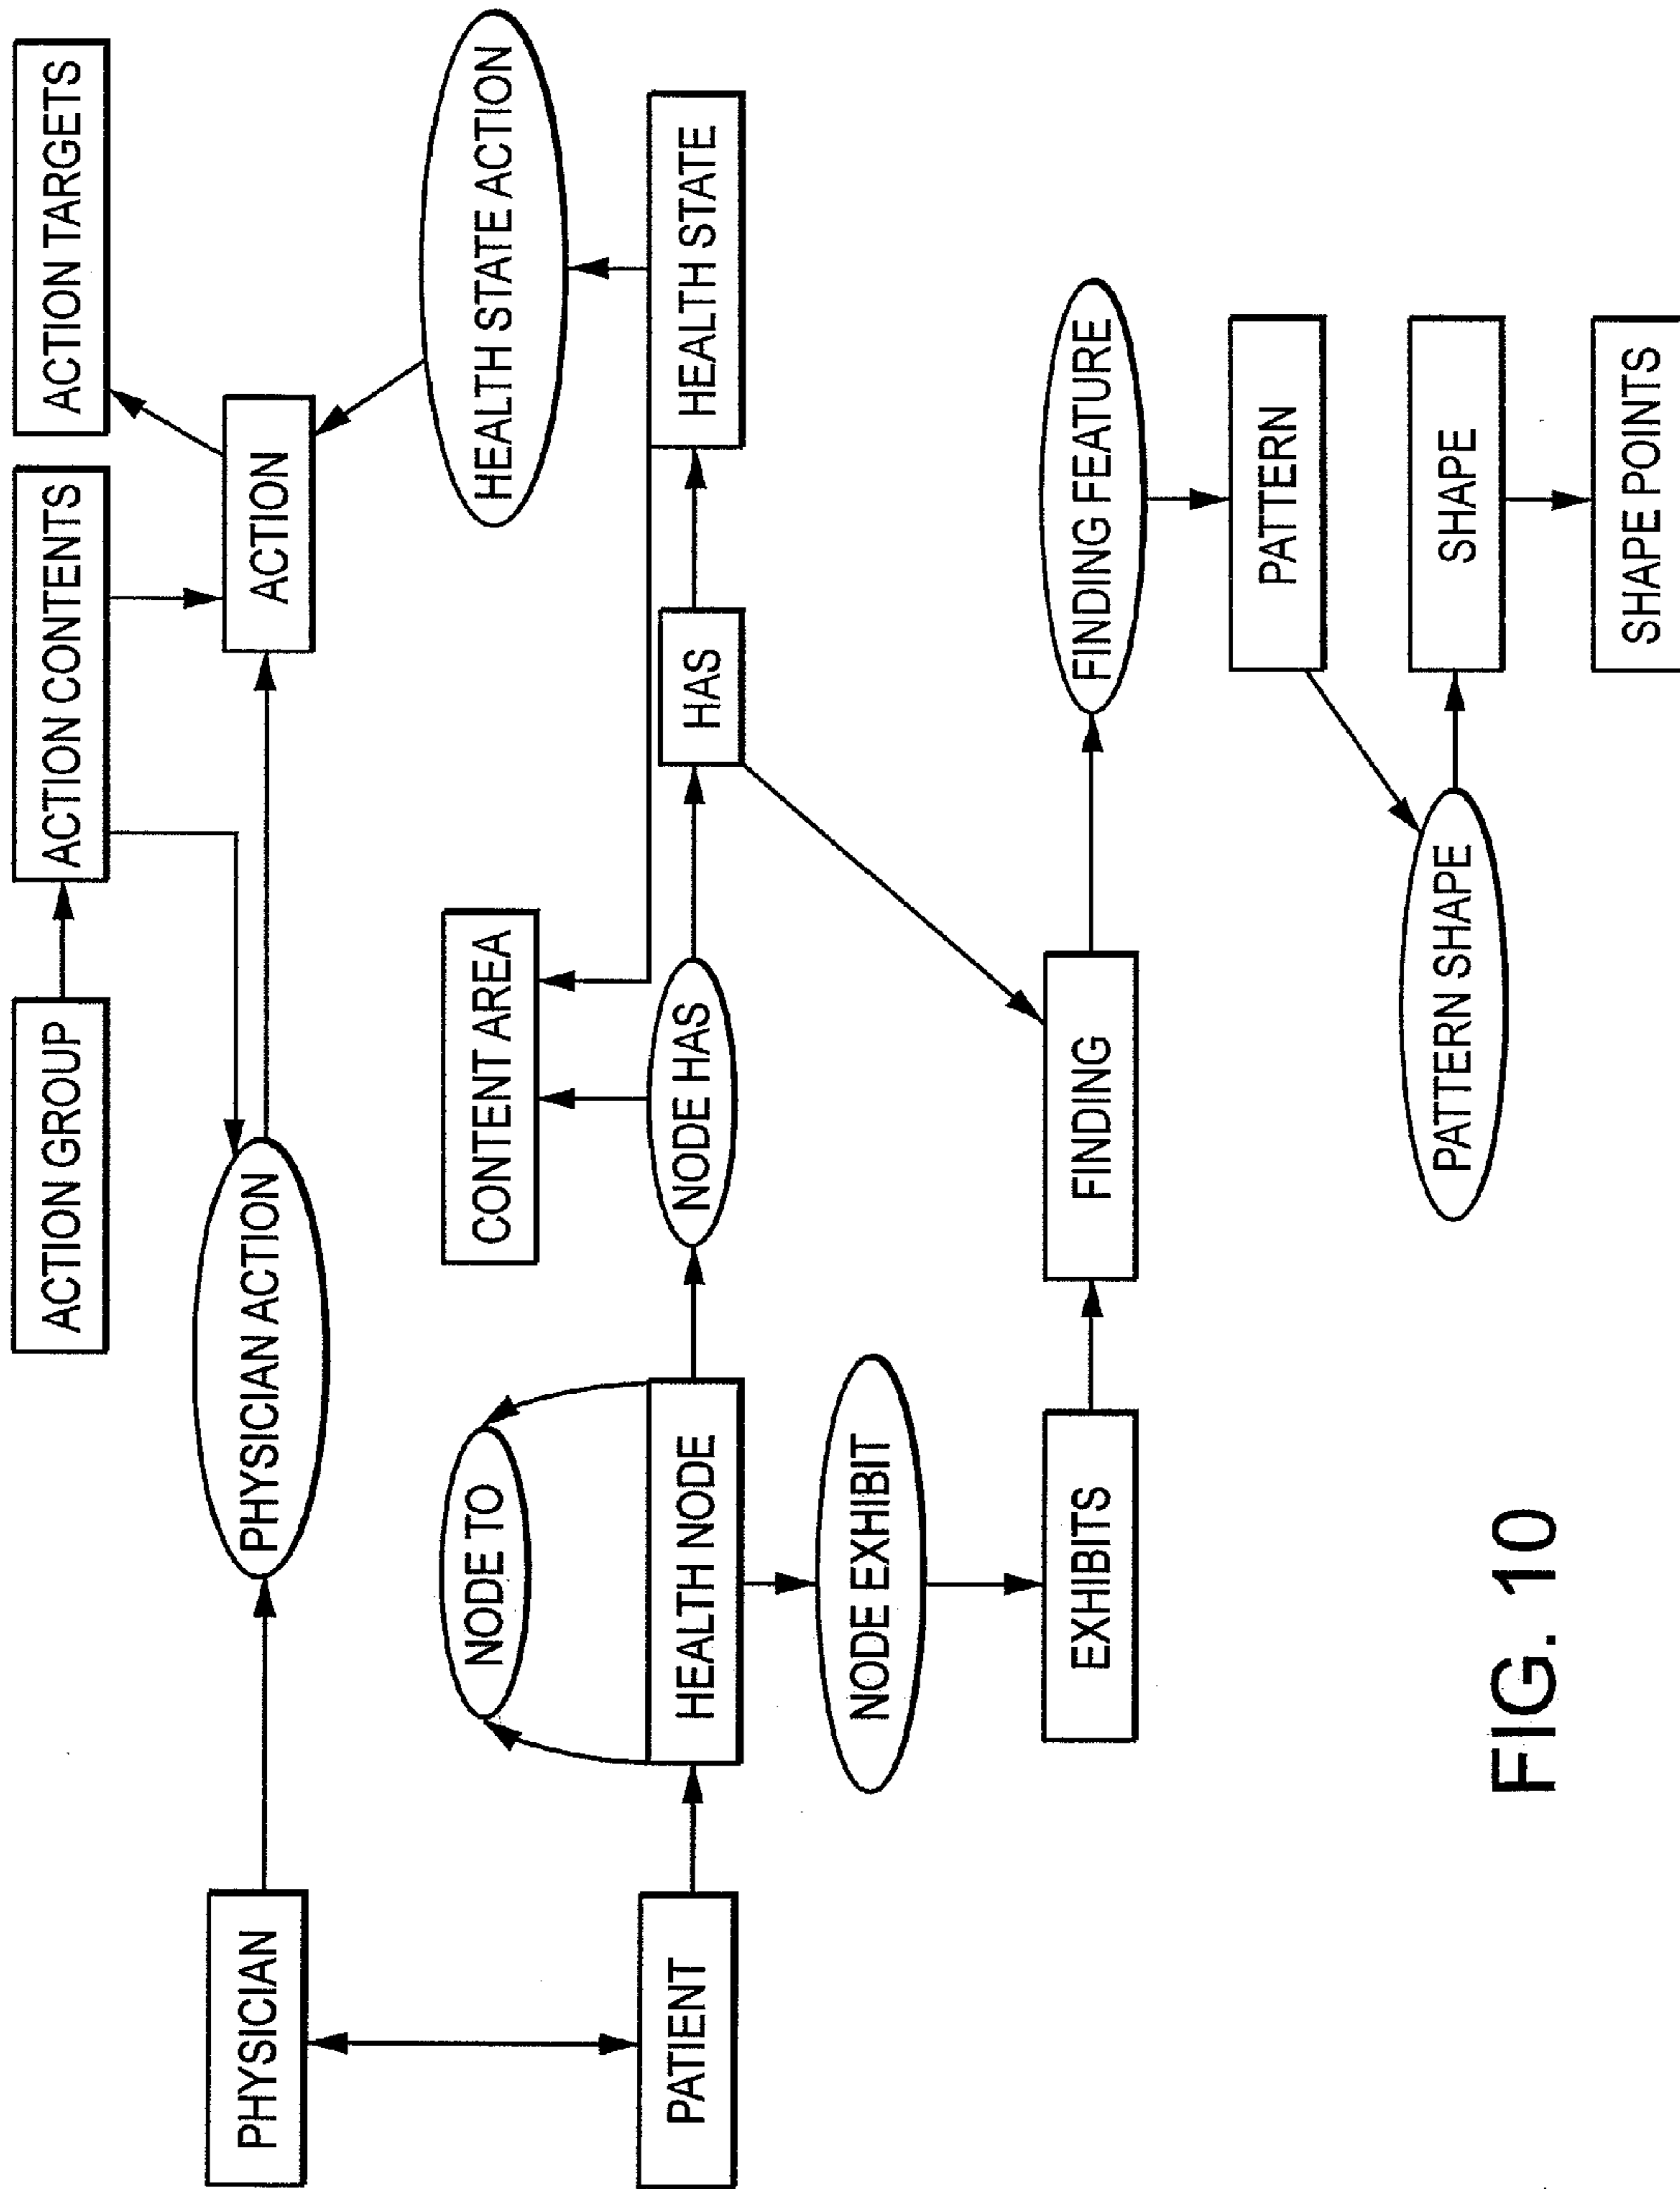 ACTION GROUP
ACTION CONTENTS
ACTION TARGETS
PHYSICIAN
PHYSICIAN ACTION
ACTION
NODE TO
CONTENT AREA
HEALTH STATE ACTION
PATIENT
HEALTH NODE
NODE HAS
HAS
HEALTH STATE
NODE EXHIBIT
EXHIBITS
FINDING
FINDING FEATURE
PATTERN
PATTERN SHAPE
SHAPE
SHAPE POINTS
FIG. 10